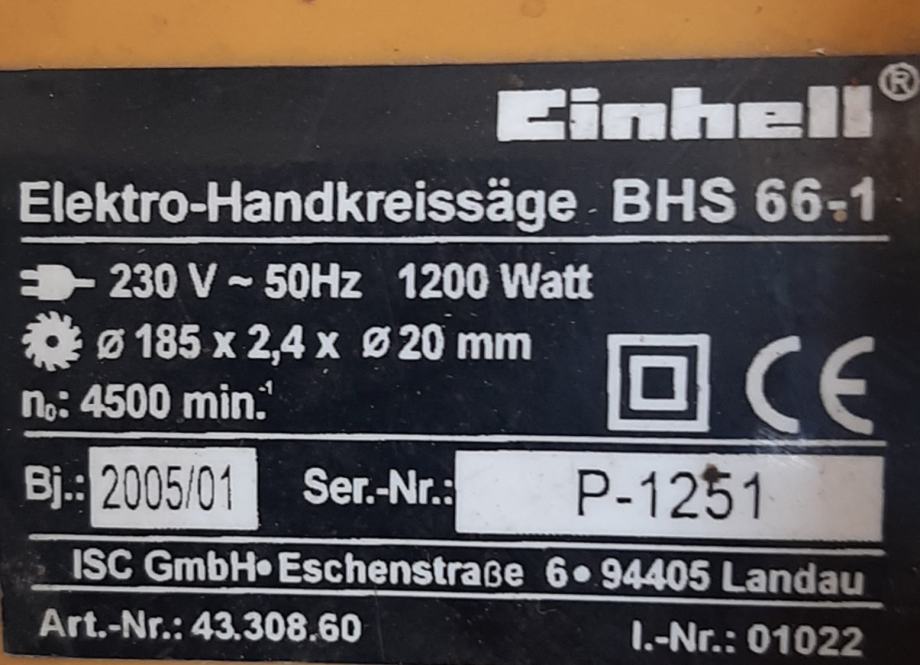 Einhell®
Elektro-Handkreissäge BHS 66-1
230 V ~ 50Hz 1200 Watt
ø 185 x 2,4 x ø 20 mm
n₀: 4500 min.⁻¹
CE
Bj.: 2005/01 Ser.-Nr.: P-1251
ISC GmbH• Eschenstraße 6 • 94405 Landau
Art.-Nr.: 43.308.60 I.-Nr.: 01022